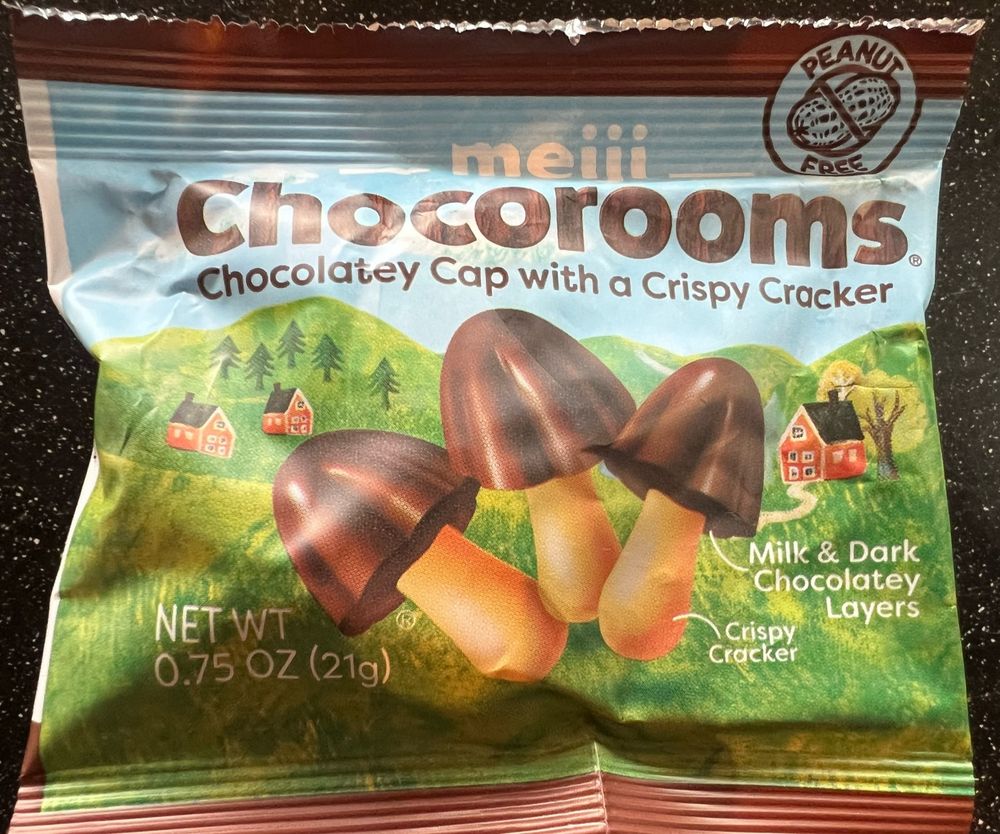 PEANUT
FREE
meiji
Chocorooms®
Chocolatey Cap with a Crispy Cracker
Milk & Dark
Chocolatey
Layers
Crispy
Cracker
®
NET WT
0.75 OZ (21g)